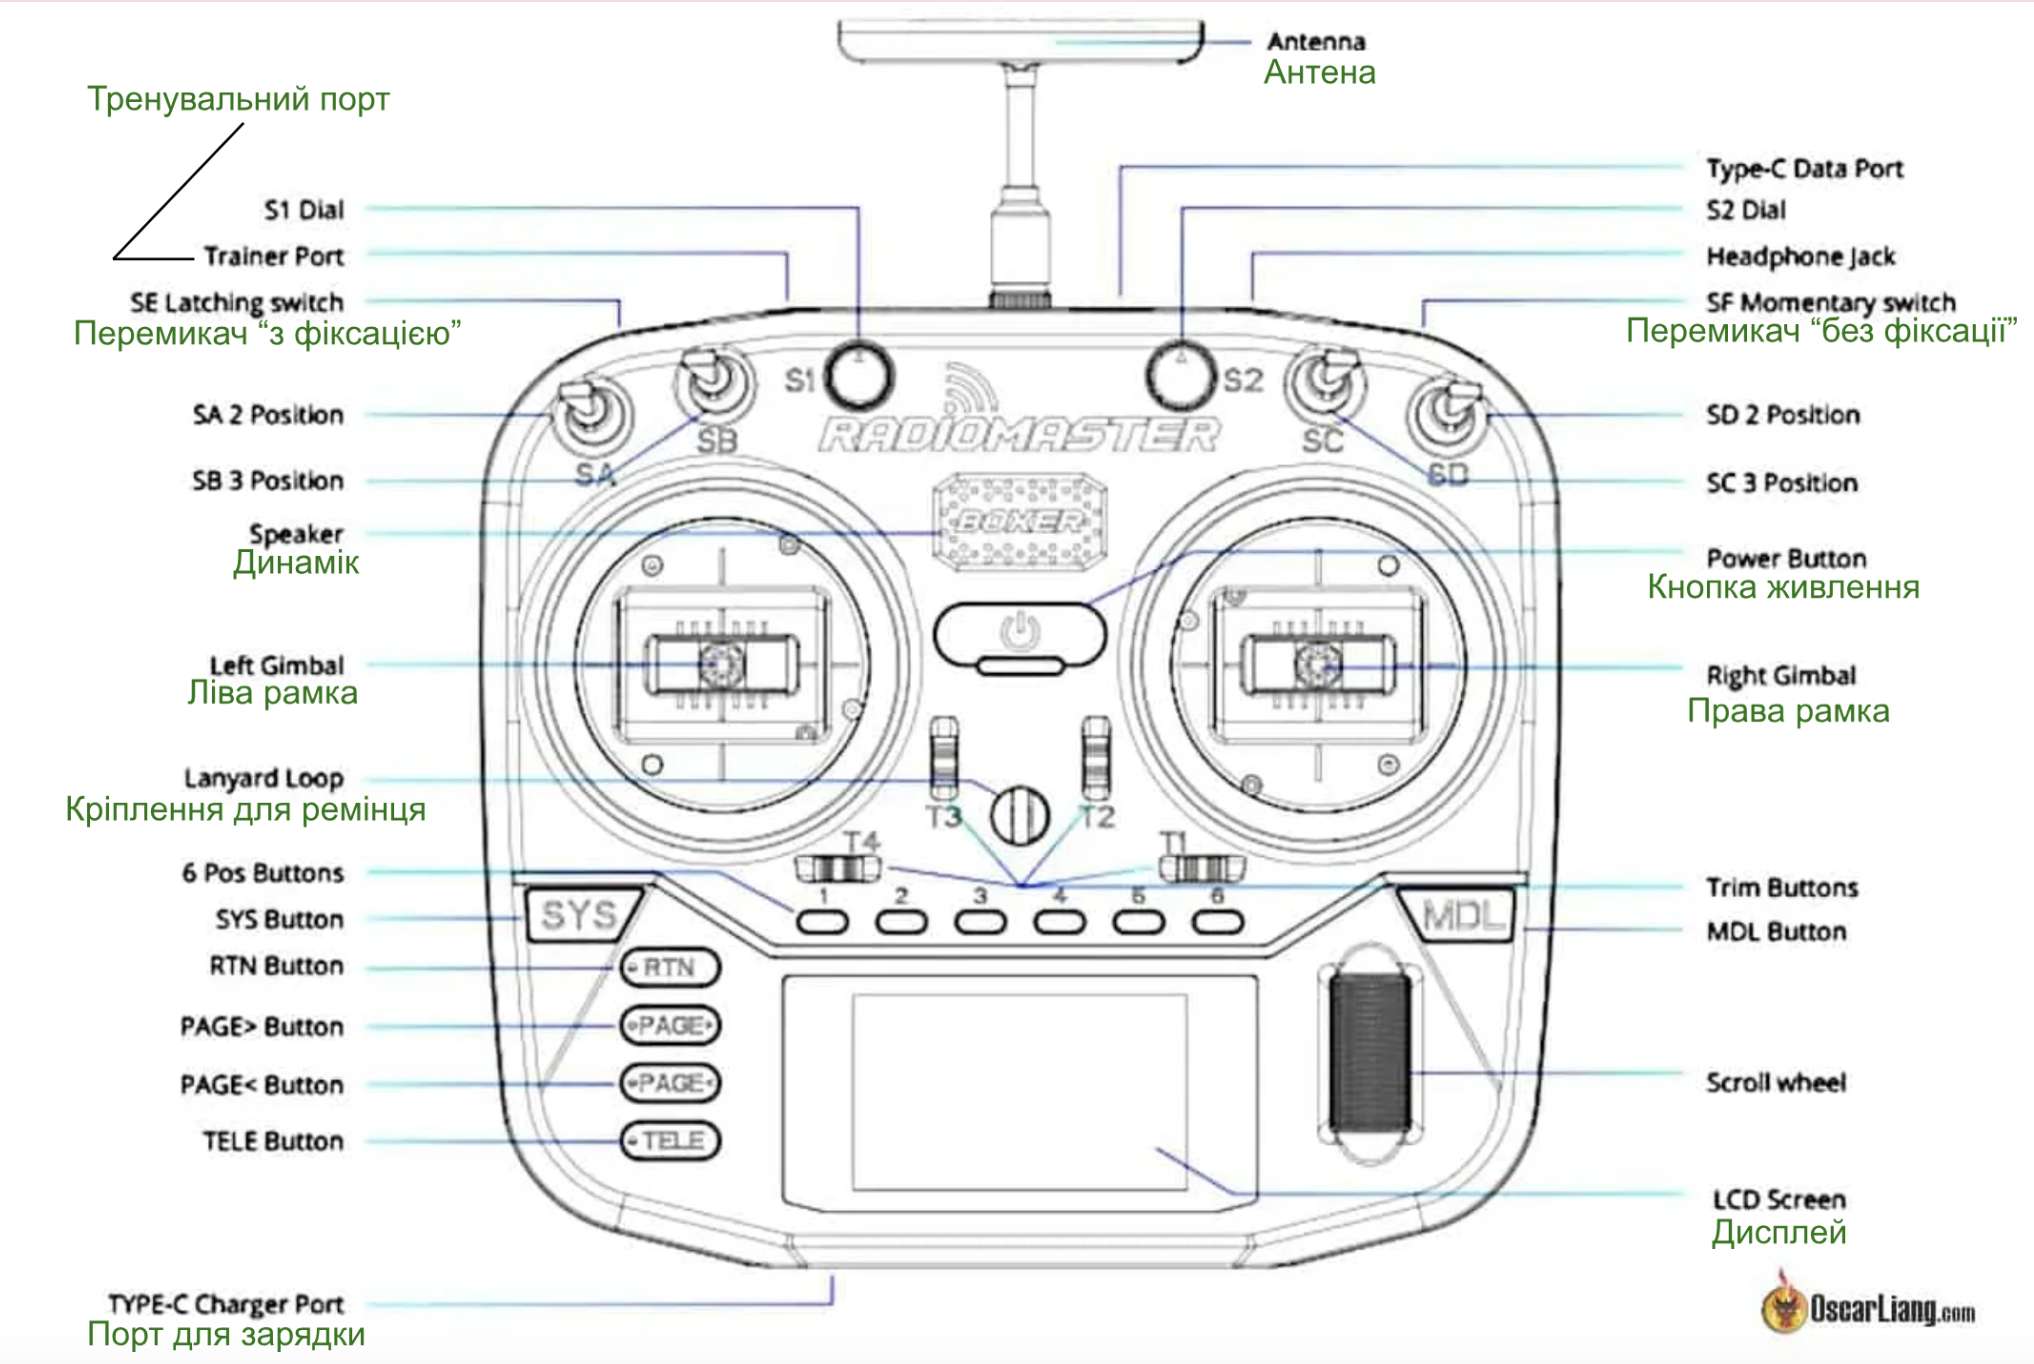 Antenna
Антена
Тренувальний порт
S1 Dial
Trainer Port
SE Latching switch
Перемикач “з фіксацією”
SA 2 Position
SB 3 Position
Speaker
Динамік
Left Gimbal
Ліва рамка
Lanyard Loop
Кріплення для ремінця
6 Pos Buttons
SYS Button
RTN Button
PAGE> Button
PAGE< Button
TELE Button
TYPE-C Charger Port
Порт для зарядки
S1
S2
SB
SC
SA
SD
RADIOMASTER
BOXER
T3
T2
T4
T1
1 2 3 4 5 6
SYS
MDL
RTN
PAGE>
PAGE<
TELE
Type-C Data Port
S2 Dial
Headphone Jack
SF Momentary switch
Перемикач “без фіксації”
SD 2 Position
SC 3 Position
Power Button
Кнопка живлення
Right Gimbal
Права рамка
Trim Buttons
MDL Button
Scroll wheel
LCD Screen
Дисплей
OscarLiang.com